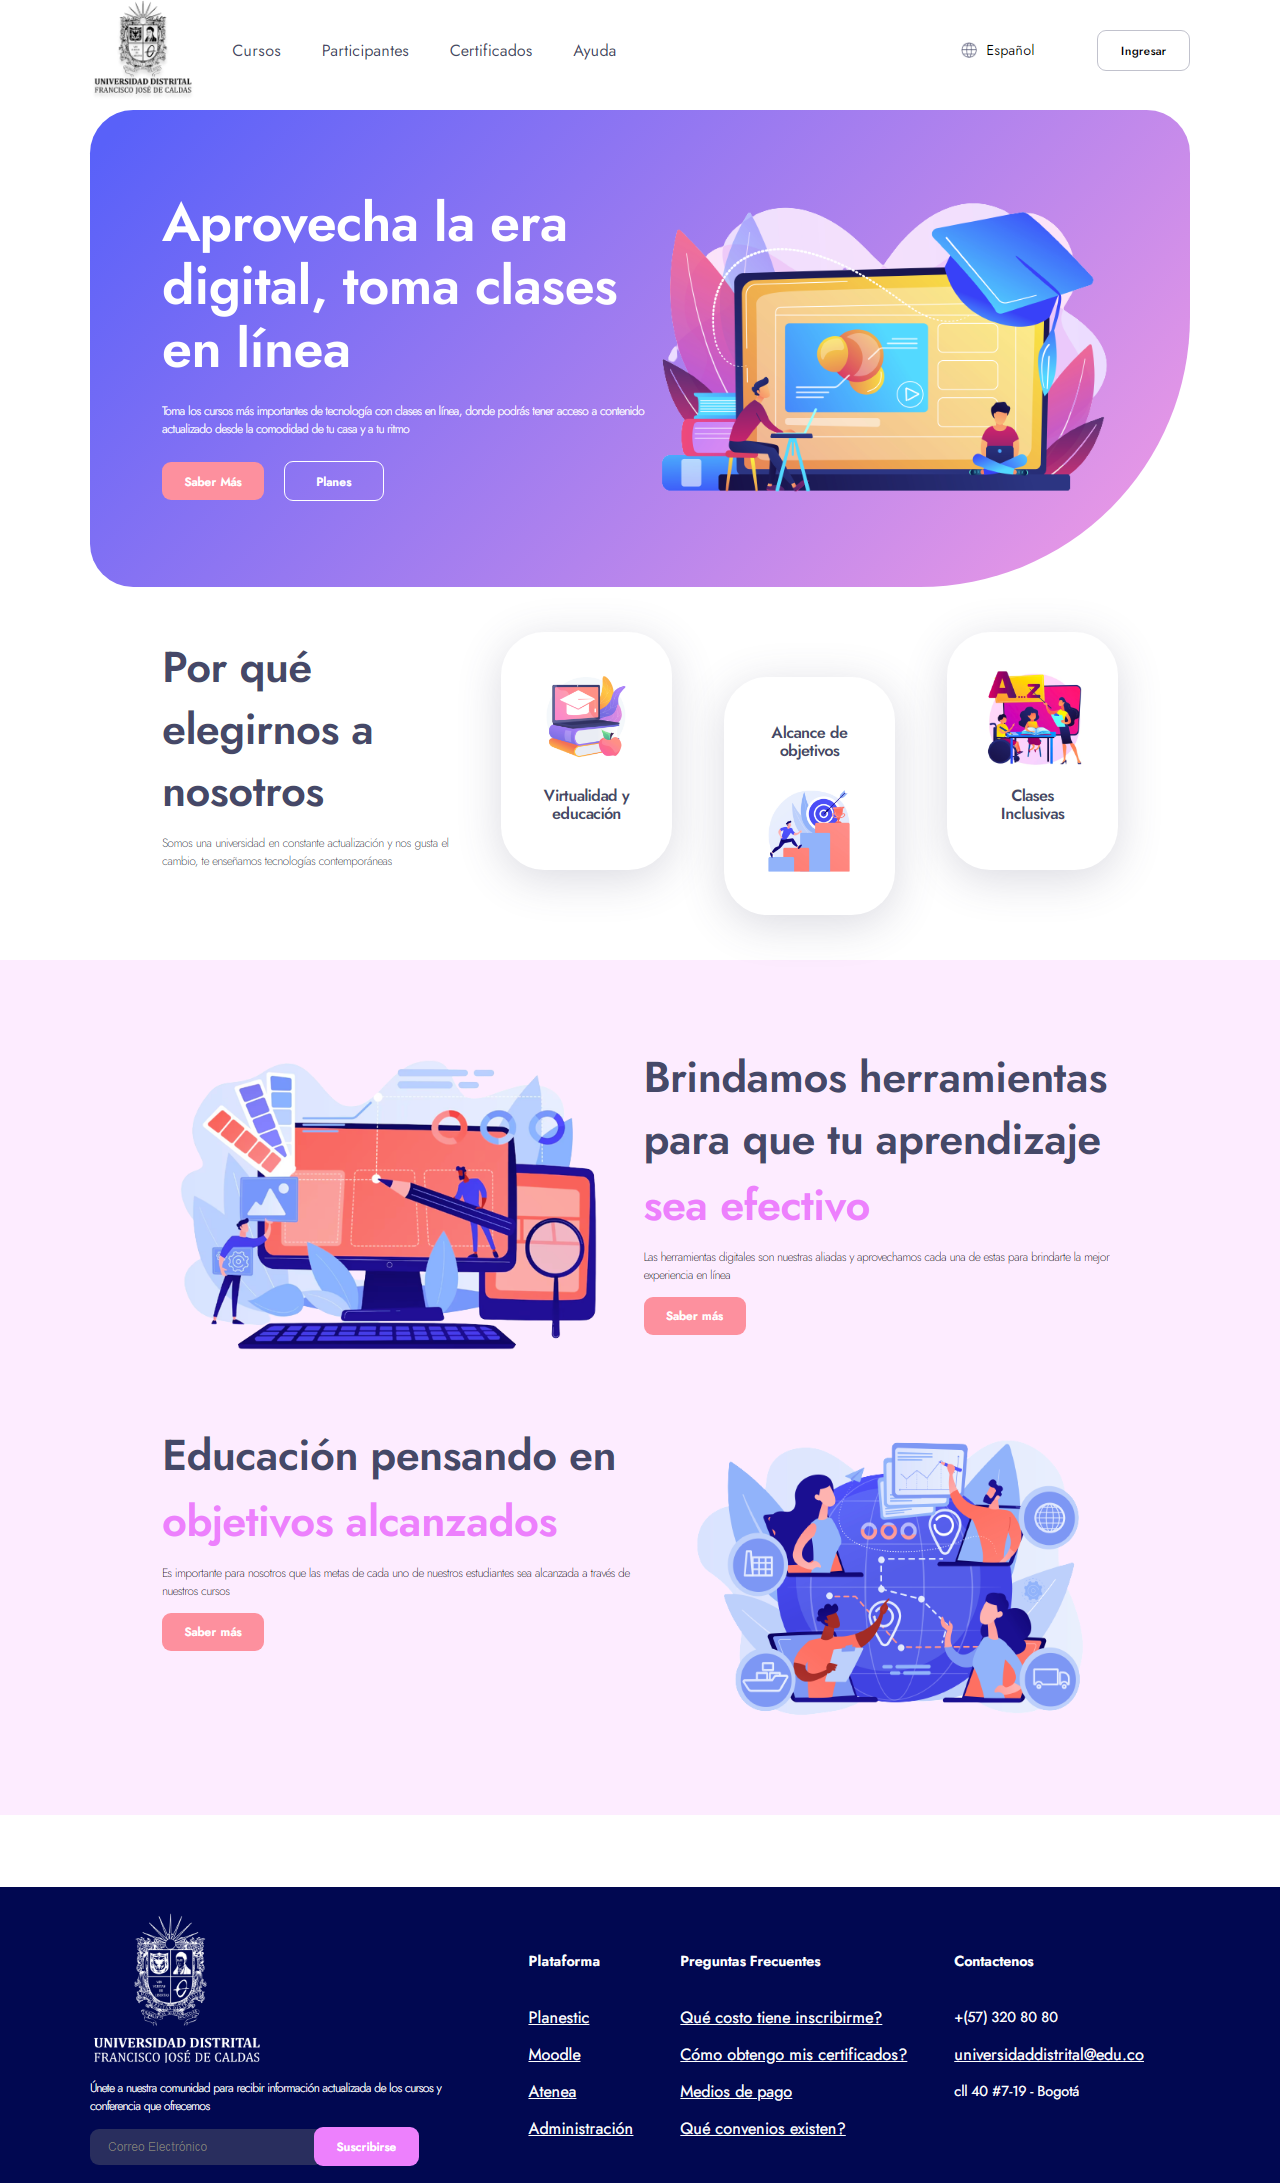 UNIVERSIDAD DISTRITAL
FRANCISCO JOSÉ DE CALDAS
Cursos
Participantes
Certificados
Ayuda
Español
Ingresar
Aprovecha la era
digital, toma clases
en línea
Toma los cursos más importantes de tecnología con clases en línea, donde podrás tener acceso a contenido
actualizado desde la comodidad de tu casa y a tu ritmo
Saber Más
Planes
Por qué
elegirnos a
nosotros
Somos una universidad en constante actualización y nos gusta el
cambio, te enseñamos tecnologías contemporáneas
Virtualidad y
educación
Alcance de
objetivos
A...z
Clases
Inclusivas
Brindamos herramientas
para que tu aprendizaje
sea efectivo
Las herramientas digitales son nuestras aliadas y aprovechamos cada una de estas para brindarte la mejor
experiencia en línea
Saber más
Educación pensando en
objetivos alcanzados
Es importante para nosotros que las metas de cada uno de nuestros estudiantes sea alcanzada a través de
nuestros cursos
Saber más
UNIVERSIDAD DISTRITAL
FRANCISCO JOSÉ DE CALDAS
Únete a nuestra comunidad para recibir información actualizada de los cursos y
conferencia que ofrecemos
Correo Electrónico
Suscribirse
Plataforma
Planestic
Moodle
Atenea
Administración
Preguntas Frecuentes
Qué costo tiene inscribirme?
Cómo obtengo mis certificados?
Medios de pago
Qué convenios existen?
Contactenos
+(57) 320 80 80
universidaddistrital@edu.co
cll 40 #7-19 - Bogotá